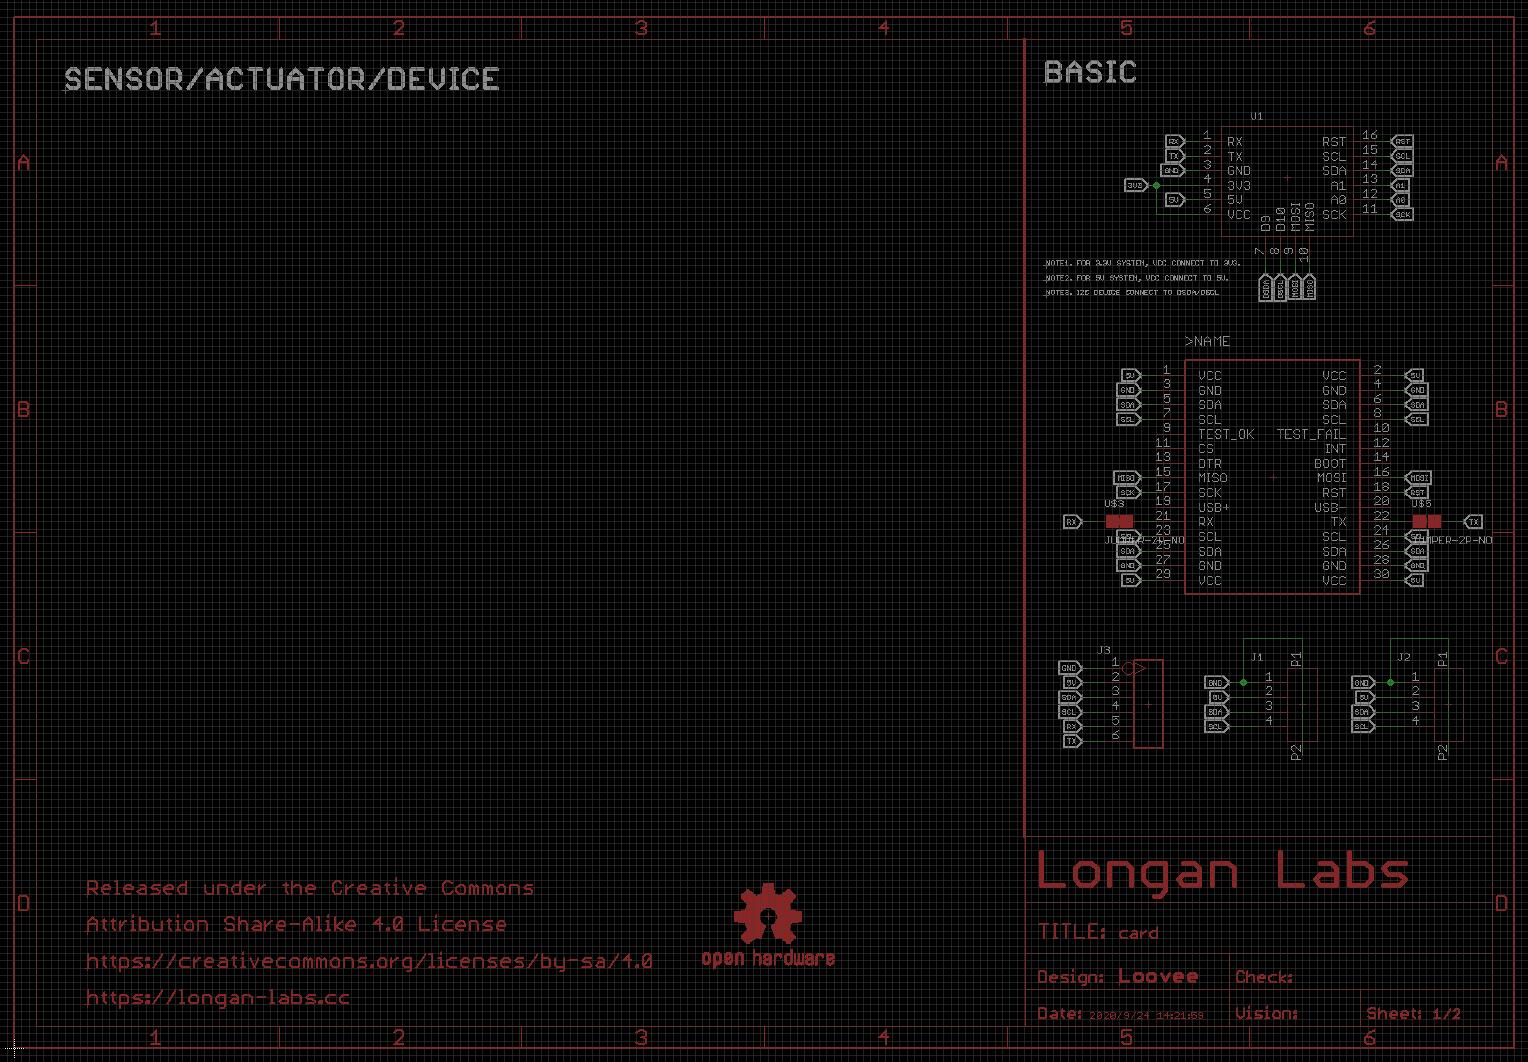 1 2 3 4 5 6
SENSOR/ACTUATOR/DEVICE
BASIC
A A
U1
RX 1 RX RST 16 RST
TX 2 TX SCL 15 SCL
GND 3 GND SDA 14 SDA
3V3 4 3V3 A1 13 A1
5V 5 5V A0 12 A0
6 VCC SCK 11 SCK
D9 D10 MOSI MISO
7 8 9 10
DSDA DSCL MOSI MISO
NOTE1. FOR 3.3V SYSTEM, VCC CONNECT TO 3V3.
NOTE2. FOR 5V SYSTEM, VCC CONNECT TO 5V.
NOTE3. I2C DEVICE CONNECT TO DSDA/DSCL
>NAME
5V 1 VCC VCC 2 5V
GND 3 GND GND 4 GND
SDA 5 SDA SDA 6 SDA
SCL 7 SCL SCL 8 SCL
B B
9 TEST_OK TEST_FAIL 10
11 CS INT 12
13 DTR BOOT 14
MISO 15 MISO MOSI 16 MOSI
SCK 17 SCK RST 18 RST
U$3 19 USB+ USB- 20 U$5
RX 21 RX TX 22 TX
SCL 23 SCL SCL 24 SCL
JUMPER-2P-NO JUMPER-2P-NO
SDA 25 SDA SDA 26 SDA
GND 27 GND GND 28 GND
5V 29 VCC VCC 30 5V
C C
J3
GND 1
5V 2
SDA 3
SCL 4
RX 5
TX 6
J1 P1
GND 1
5V 2
SDA 3
SCL 4
P2
J2 P1
GND 1
5V 2
SDA 3
SCL 4
P2
D D
Released under the Creative Commons
Attribution Share-Alike 4.0 License
https://creativecommons.org/licenses/by-sa/4.0
https://longan-labs.cc
open hardware
Longan Labs
TITLE: card
Design: Loovee Check:
Date: 2020/9/24 14:21:59 Vision: Sheet: 1/2
1 2 3 4 5 6